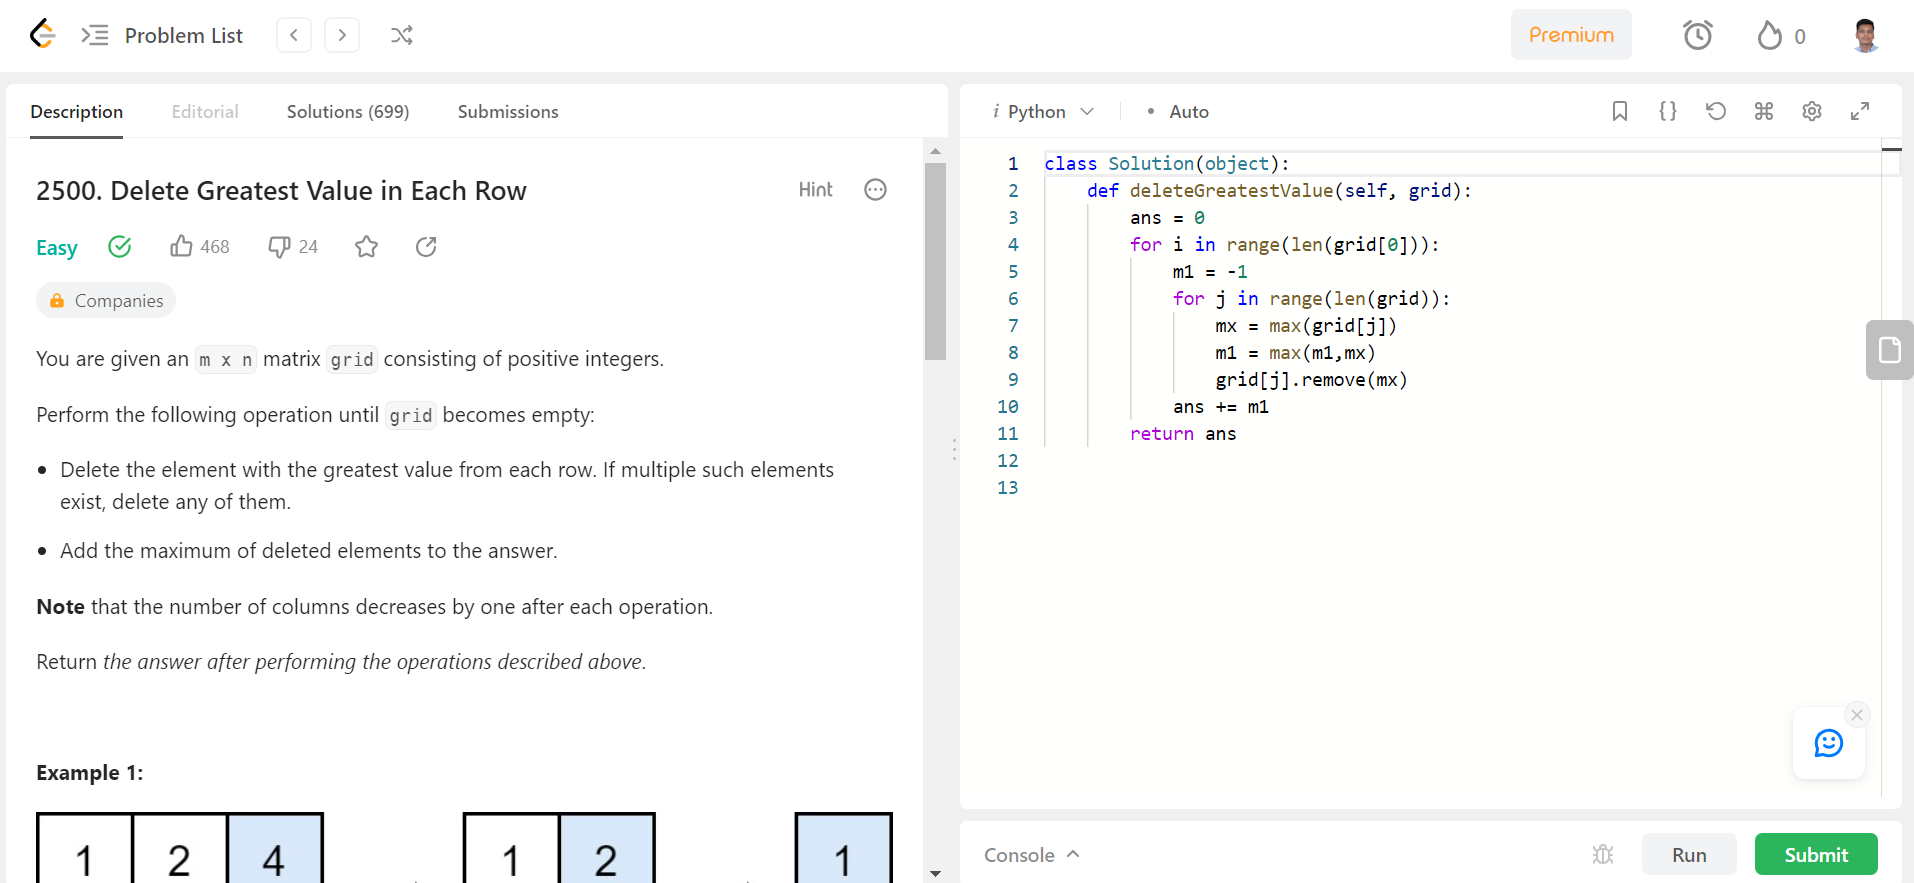 Problem List
Premium
0
Description Editorial Solutions (699) Submissions
2500. Delete Greatest Value in Each Row
Hint
Easy 468 24
Companies
You are given an m x n matrix grid consisting of positive integers.
Perform the following operation until grid becomes empty:
• Delete the element with the greatest value from each row. If multiple such elements
exist, delete any of them.
• Add the maximum of deleted elements to the answer.
Note that the number of columns decreases by one after each operation.
Return the answer after performing the operations described above.
Example 1:
1 2 4 1 2 1
i Python • Auto
1 class Solution(object):
2     def deleteGreatestValue(self, grid):
3         ans = 0
4         for i in range(len(grid[0])):
5             m1 = -1
6             for j in range(len(grid)):
7                 mx = max(grid[j])
8                 m1 = max(m1,mx)
9                 grid[j].remove(mx)
10             ans += m1
11         return ans
12
13
Console Run Submit